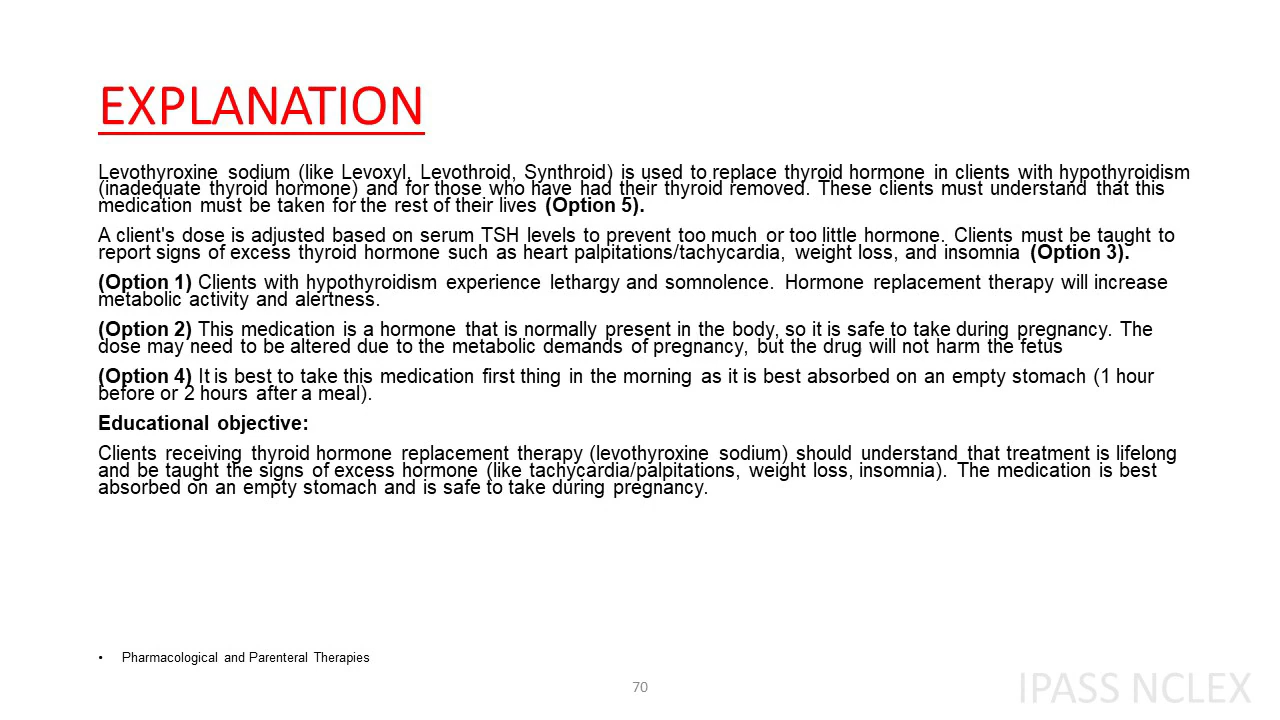 EXPLANATION
Levothyroxine sodium (like Levoxyl, Levothroid, Synthroid) is used to replace thyroid hormone in clients with hypothyroidism
(inadequate thyroid hormone) and for those who have had their thyroid removed. These clients must understand that this
medication must be taken for the rest of their lives (Option 5).
A client's dose is adjusted based on serum TSH levels to prevent too much or too little hormone. Clients must be taught to
report signs of excess thyroid hormone such as heart palpitations/tachycardia, weight loss, and insomnia (Option 3).
(Option 1) Clients with hypothyroidism experience lethargy and somnolence. Hormone replacement therapy will increase
metabolic activity and alertness.
(Option 2) This medication is a hormone that is normally present in the body, so it is safe to take during pregnancy. The
dose may need to be altered due to the metabolic demands of pregnancy, but the drug will not harm the fetus
(Option 4) It is best to take this medication first thing in the morning as it is best absorbed on an empty stomach (1 hour
before or 2 hours after a meal).
Educational objective:
Clients receiving thyroid hormone replacement therapy (levothyroxine sodium) should understand that treatment is lifelong
and be taught the signs of excess hormone (like tachycardia/palpitations, weight loss, insomnia). The medication is best
absorbed on an empty stomach and is safe to take during pregnancy.
• Pharmacological and Parenteral Therapies
70
IPASS NCLEX